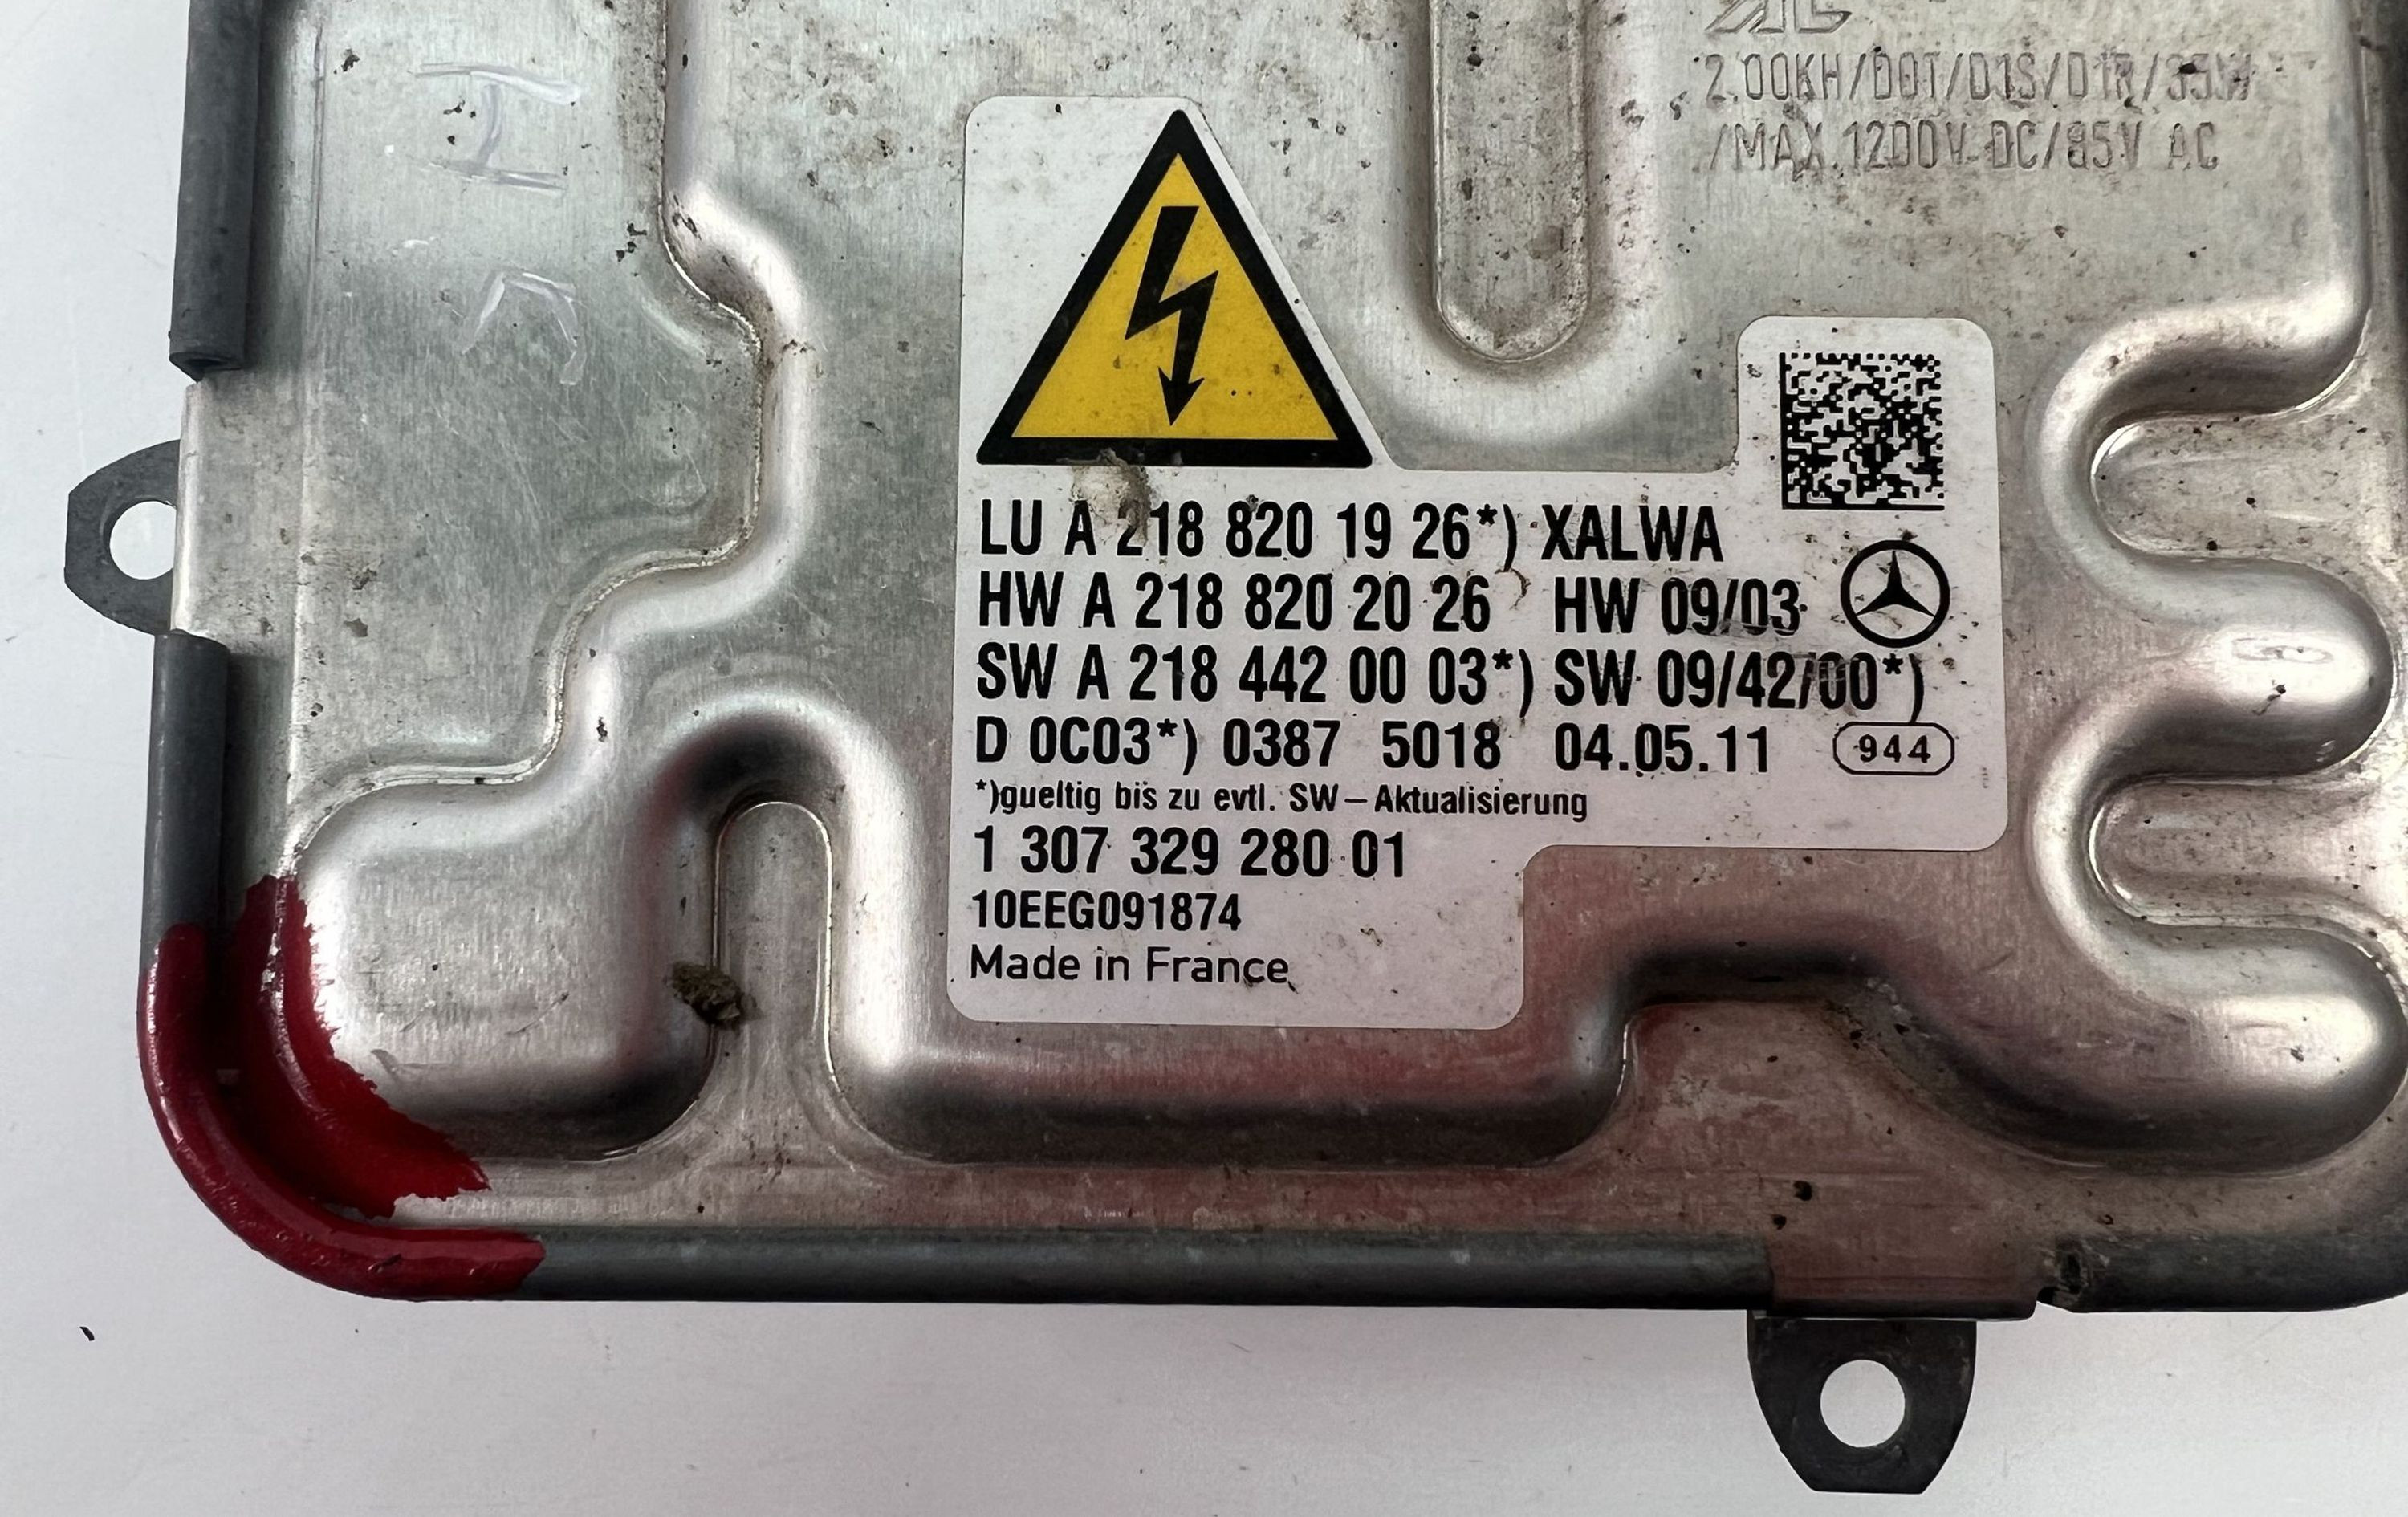 2.00KH/DOT/D1S/D1R/35W
/MAX.1200V DC/85V AC
LU A 218 820 19 26*) XALWA
HW A 218 820 20 26 HW 09/03
SW A 218 442 00 03*) SW 09/42/00*)
D 0C03*) 0387 5018 04.05.11 944
*)gueltig bis zu evtl. SW-Aktualisierung
1 307 329 280 01
10EEG091874
Made in France